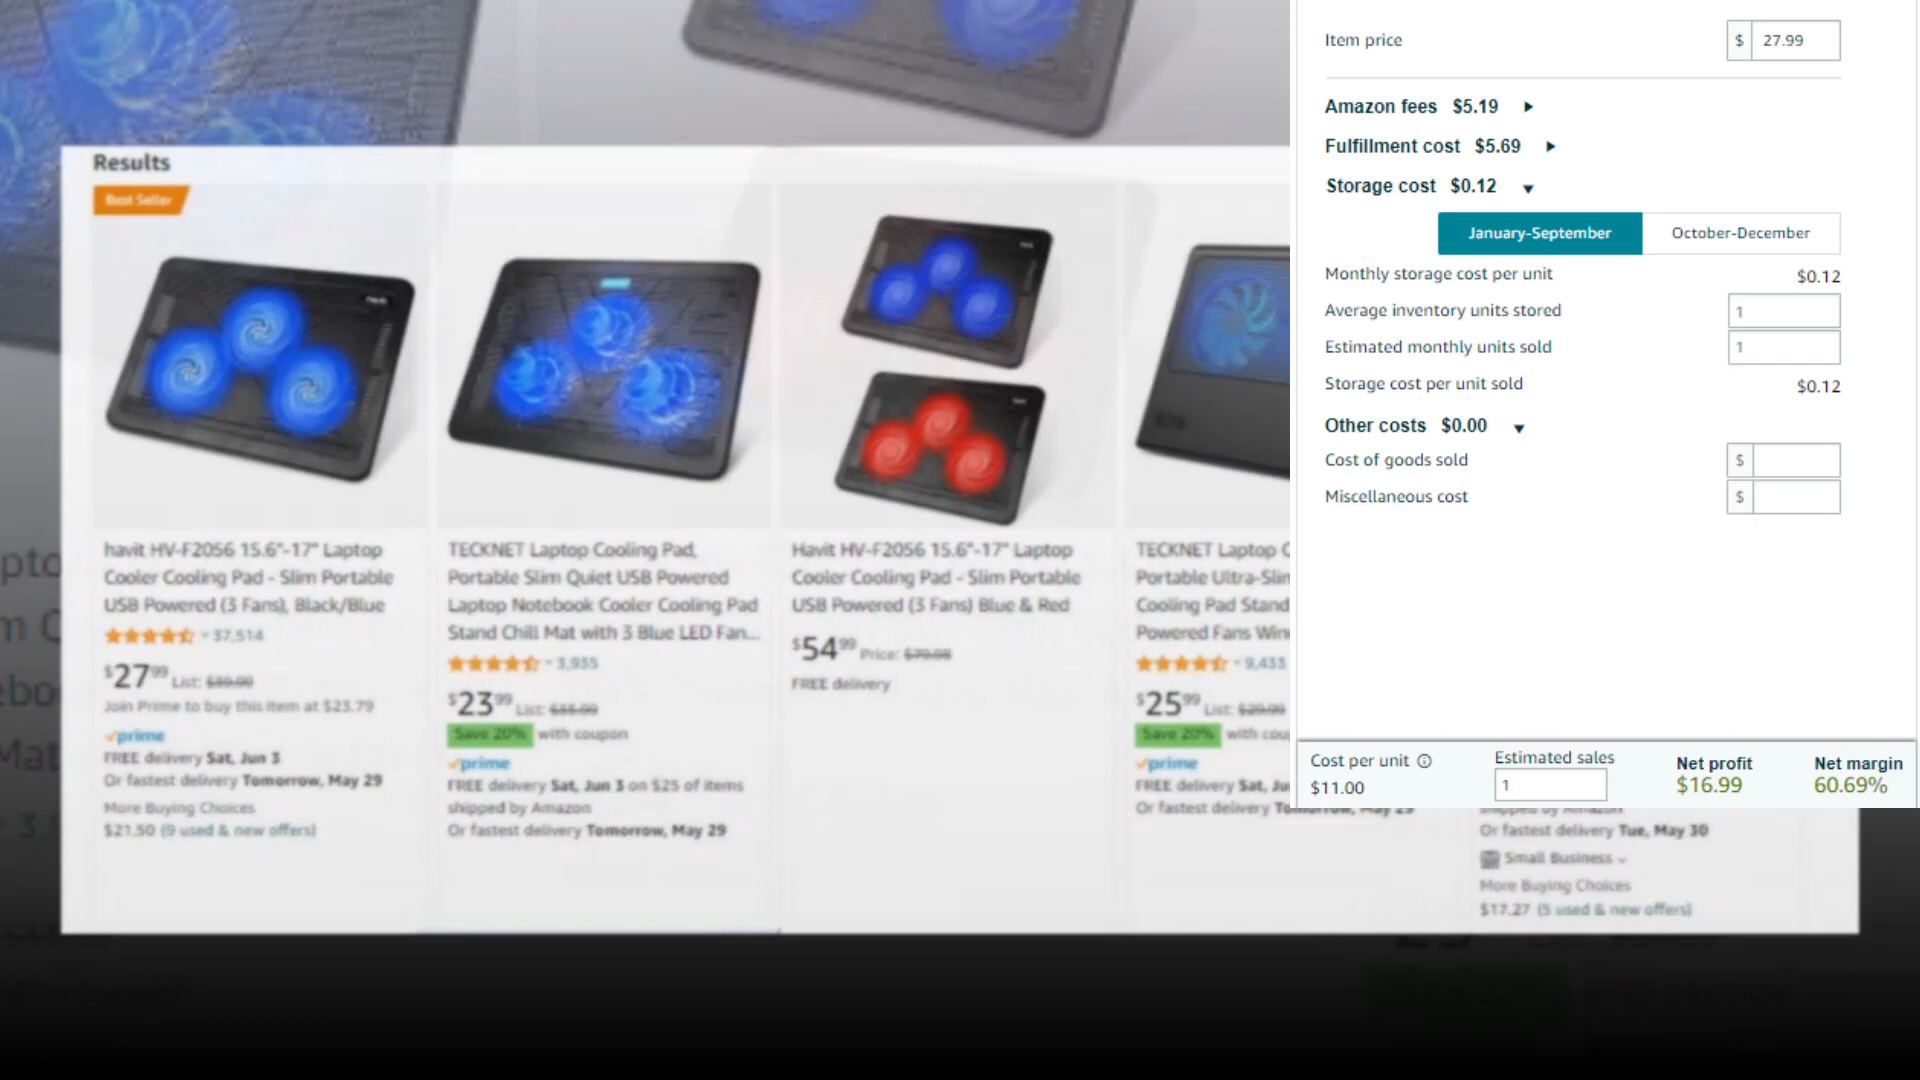 Results
Best Seller
havit HV-F2056 15.6"-17" Laptop
Cooler Cooling Pad - Slim Portable
USB Powered (3 Fans), Black/Blue
37,514
$27.99 List: $39.99
Join Prime to buy this item at $23.79
prime
FREE delivery Sat, Jun 3
Or fastest delivery Tomorrow, May 29
More Buying Choices
$21.50 (9 used & new offers)
TECKNET Laptop Cooling Pad,
Portable Slim Quiet USB Powered
Laptop Notebook Cooler Cooling Pad
Stand Chill Mat with 3 Blue LED Fan...
3,935
$23.99 List:
Save 20% with coupon
prime
FREE delivery Sat, Jun 3 on $25 of items
shipped by Amazon
Or fastest delivery Tomorrow, May 29
Havit HV-F2056 15.6"-17" Laptop
Cooler Cooling Pad - Slim Portable
USB Powered (3 Fans) Blue & Red
$54.99 Price: $79.98
FREE delivery
TECKNET Laptop C
Portable Ultra-Slin
Cooling Pad Stand
Powered Fans Win
9,433
$25.99 List: $29.99
Save 20% with cou
prime
FREE delivery Sat, Ju
Or fastest delivery Tomorrow, May 29
shipped by Amazon
Or fastest delivery Tue, May 30
Small Business
More Buying Choices
$17.27 (5 used & new offers)
Item price $ 27.99
Amazon fees $5.19
Fulfillment cost $5.69
Storage cost $0.12
January-September October-December
Monthly storage cost per unit $0.12
Average inventory units stored 1
Estimated monthly units sold 1
Storage cost per unit sold $0.12
Other costs $0.00
Cost of goods sold $
Miscellaneous cost $
Cost per unit Estimated sales Net profit Net margin
$11.00 1 $16.99 60.69%